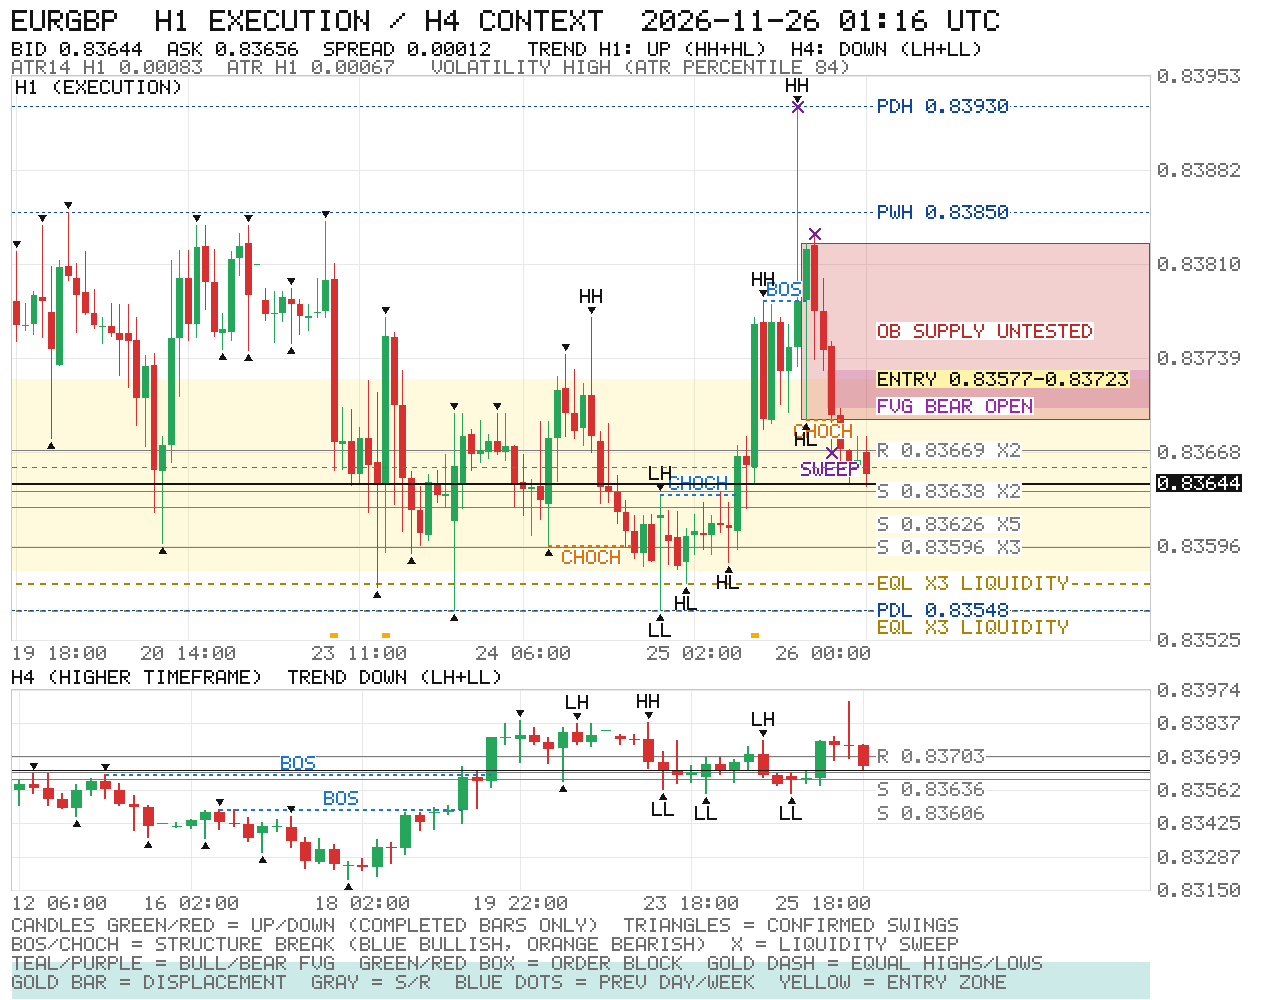 EURGBP  H1 EXECUTION / H4 CONTEXT  2026-11-26 01:16 UTC
BID 0.83644  ASK 0.83656  SPREAD 0.00012   TREND H1: UP (HH+HL)  H4: DOWN (LH+LL)
ATR14 H1 0.00083  ATR H1 0.00067   VOLATILITY HIGH (ATR PERCENTILE 84)
0.83953
H1 (EXECUTION)
HH
PDH 0.83930
0.83882
PWH 0.83850
0.83810
HH
BOS
HH
OB SUPPLY UNTESTED
0.83739
ENTRY 0.83577-0.83723
FVG BEAR OPEN
CHOCH
HL
R 0.83669 X2
0.83668
SWEEP
LH
CHOCH
0.83644
S 0.83638 X2
S 0.83626 X5
S 0.83596 X3
0.83596
CHOCH
HL
EQL X3 LIQUIDITY
HL
PDL 0.83548
LL
EQL X3 LIQUIDITY
0.83525
19 18:00  20 14:00  23 11:00  24 06:00  25 02:00  26 00:00
H4 (HIGHER TIMEFRAME)  TREND DOWN (LH+LL)
0.83974
LH
HH
LH
0.83837
BOS
R 0.83703
0.83699
BOS
S 0.83636
0.83562
LL
LL
LL
S 0.83606
0.83425
0.83287
0.83150
12 06:00  16 02:00  18 02:00  19 22:00  23 18:00  25 18:00
CANDLES GREEN/RED = UP/DOWN (COMPLETED BARS ONLY)  TRIANGLES = CONFIRMED SWINGS
BOS/CHOCH = STRUCTURE BREAK (BLUE BULLISH, ORANGE BEARISH)  X = LIQUIDITY SWEEP
TEAL/PURPLE = BULL/BEAR FVG  GREEN/RED BOX = ORDER BLOCK  GOLD DASH = EQUAL HIGHS/LOWS
GOLD BAR = DISPLACEMENT  GRAY = S/R  BLUE DOTS = PREV DAY/WEEK  YELLOW = ENTRY ZONE